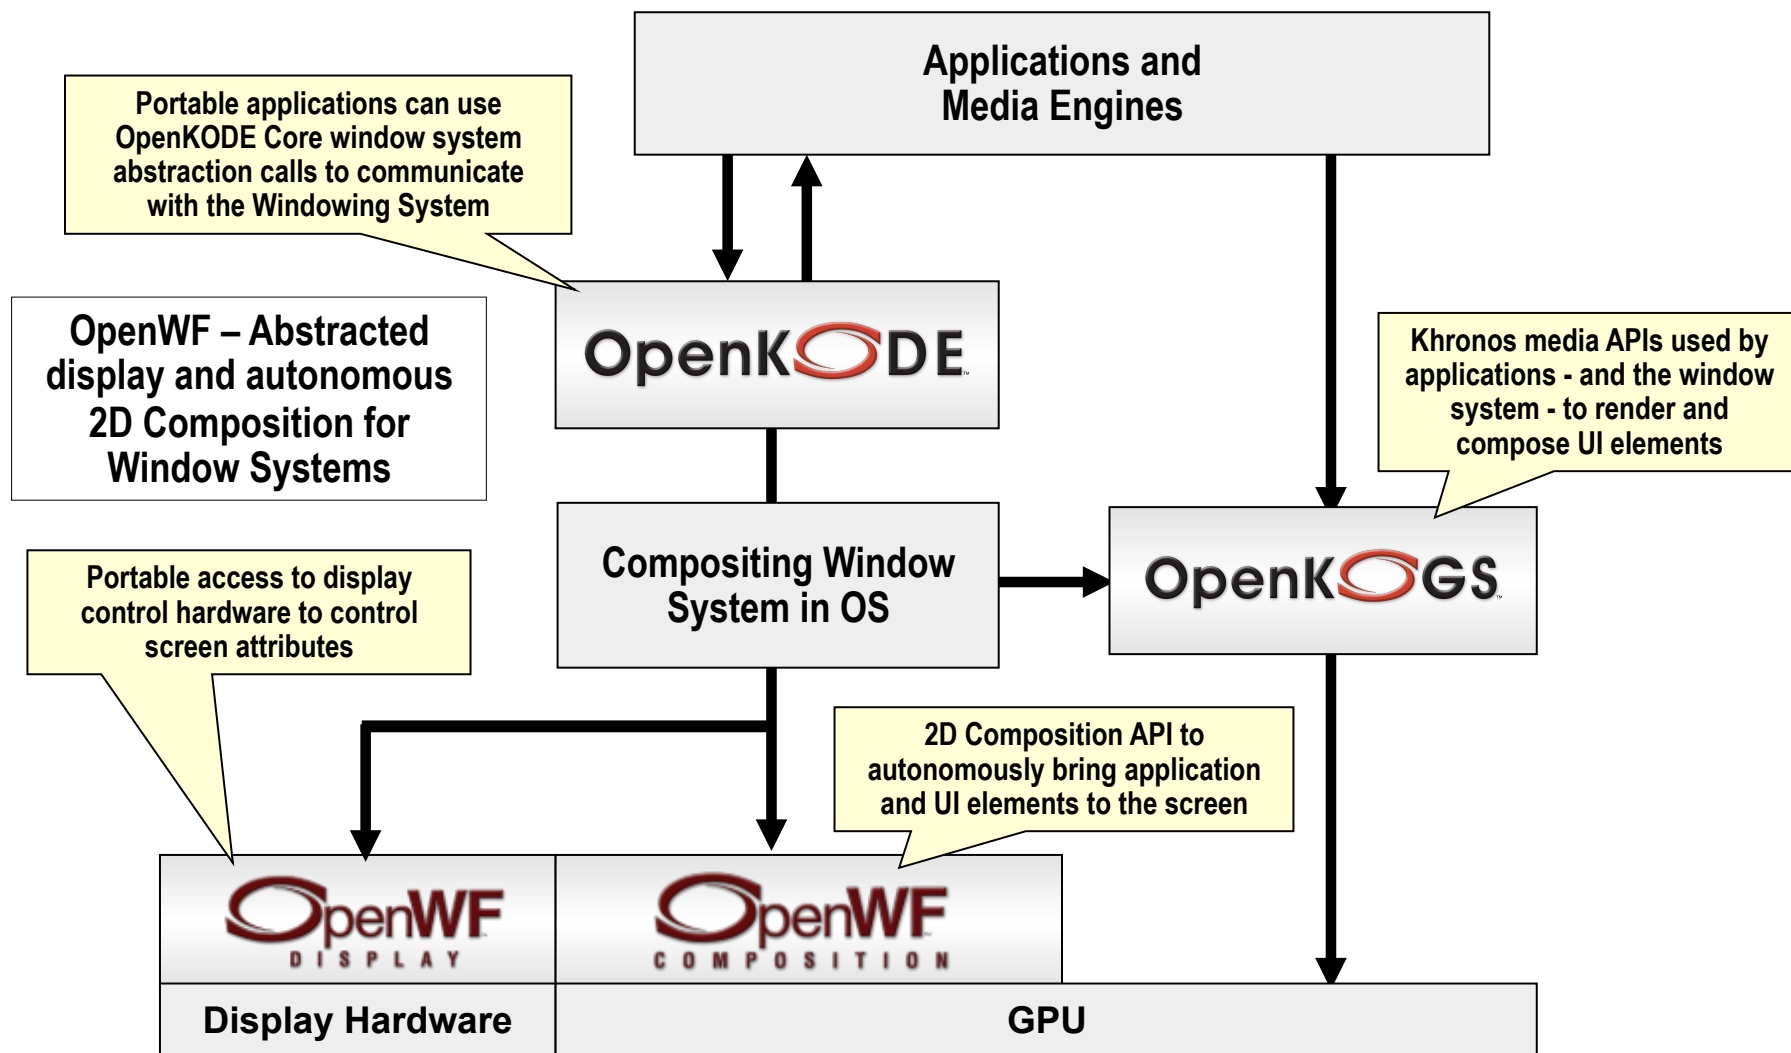 Applications and
Media Engines
Portable applications can use
OpenKODE Core window system
abstraction calls to communicate
with the Windowing System
OpenKODE™
OpenWF – Abstracted
display and autonomous
2D Composition for
Window Systems
Khronos media APIs used by
applications - and the window
system - to render and
compose UI elements
Compositing Window
System in OS
OpenKOGS™
Portable access to display
control hardware to control
screen attributes
2D Composition API to
autonomously bring application
and UI elements to the screen
OpenWF™
DISPLAY
OpenWF™
COMPOSITION
Display Hardware
GPU